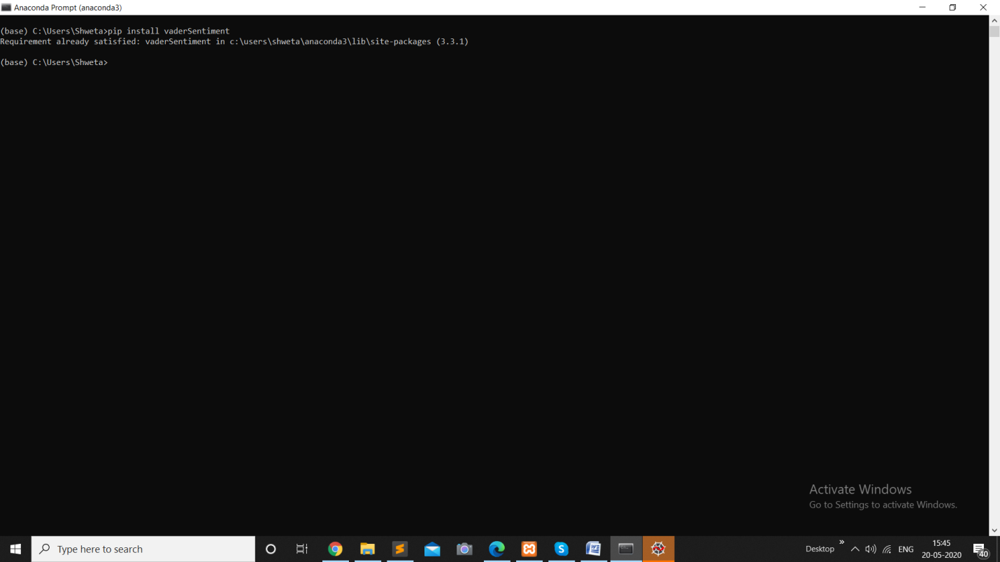 Anaconda Prompt (anaconda3)
(base) C:\Users\Shweta>pip install vaderSentiment
Requirement already satisfied: vaderSentiment in c:\users\shweta\anaconda3\lib\site-packages (3.3.1)
(base) C:\Users\Shweta>
Activate Windows
Go to Settings to activate Windows.
Type here to search
Desktop
ENG
15:45
20-05-2020
40